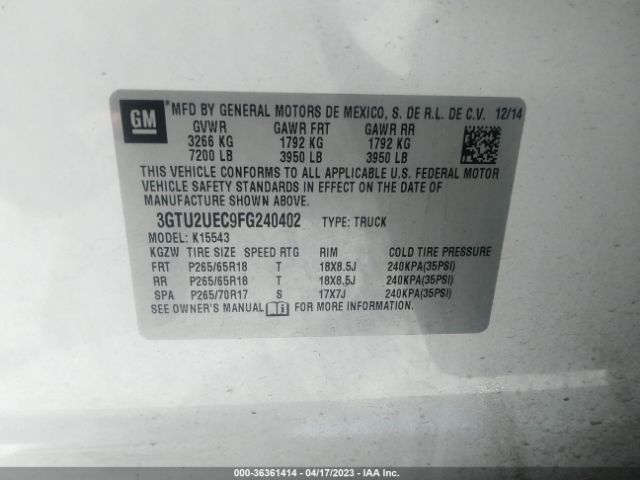 GM
MFD BY GENERAL MOTORS DE MEXICO, S. DE R.L. DE C.V. 12/14
GVWR GAWR FRT GAWR RR
3266 KG 1792 KG 1792 KG
7200 LB 3950 LB 3950 LB
THIS VEHICLE CONFORMS TO ALL APPLICABLE U.S. FEDERAL MOTOR
VEHICLE SAFETY STANDARDS IN EFFECT ON THE DATE OF
MANUFACTURE SHOWN ABOVE.
3GTU2UEC9FG240402 TYPE: TRUCK
MODEL: K15543
KGZW TIRE SIZE SPEED RTG RIM COLD TIRE PRESSURE
FRT P265/65R18 T 18X8.5J 240KPA(35PSI)
RR P265/65R18 T 18X8.5J 240KPA(35PSI)
SPA P265/70R17 S 17X7J 240KPA(35PSI)
SEE OWNER'S MANUAL i FOR MORE INFORMATION.
000-36361414 - 04/17/2023 - IAA Inc.